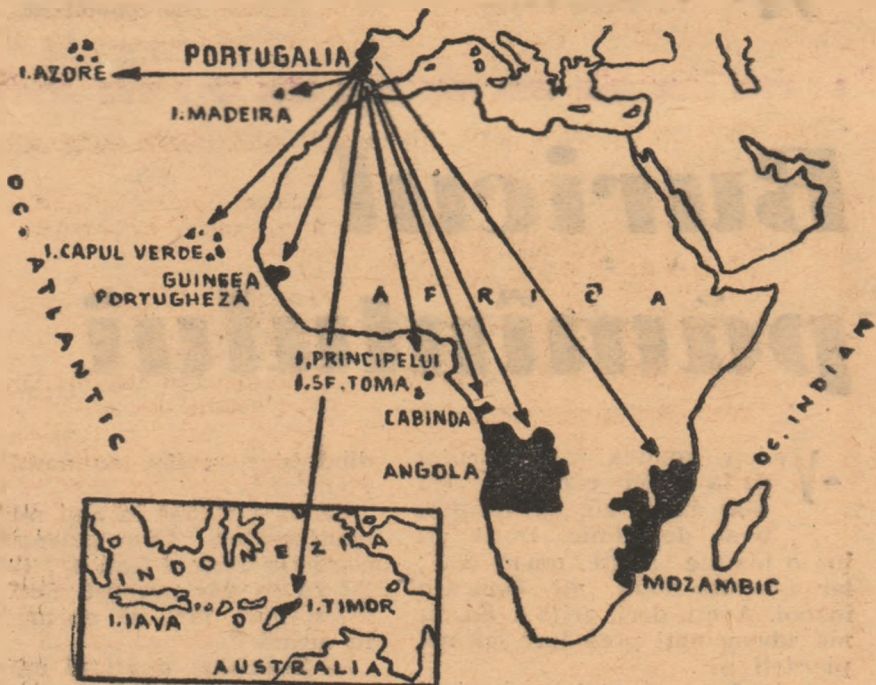 PORTUGALIA
I.AZORE
I.MADEIRA
OC. ATLANTIC
I.CAPUL VERDE
GUINEEA
PORTUGHEZĂ
AFRICA
I.PRINCIPELUI
I.SF.TOMA
CABINDA
ANGOLA
OC. INDIAN
MOZAMBIC
INDONEZIA
I.IAVA
I.TIMOR
AUSTRALIA